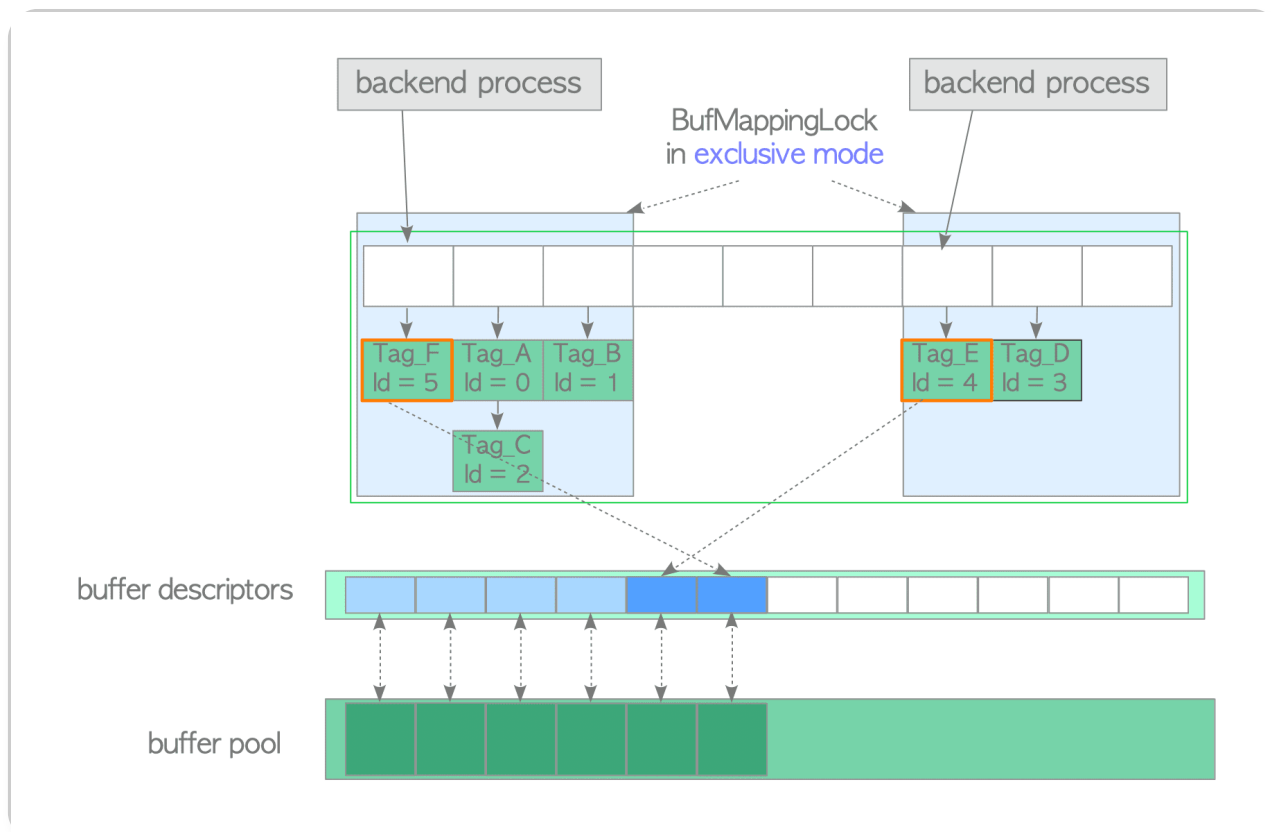 backend process
backend process
BufMappingLock
in exclusive mode
Tag_F
Id = 5
Tag_A
Id = 0
Tag_B
Id = 1
Tag_E
Id = 4
Tag_D
Id = 3
Tag_C
Id = 2
buffer descriptors
buffer pool